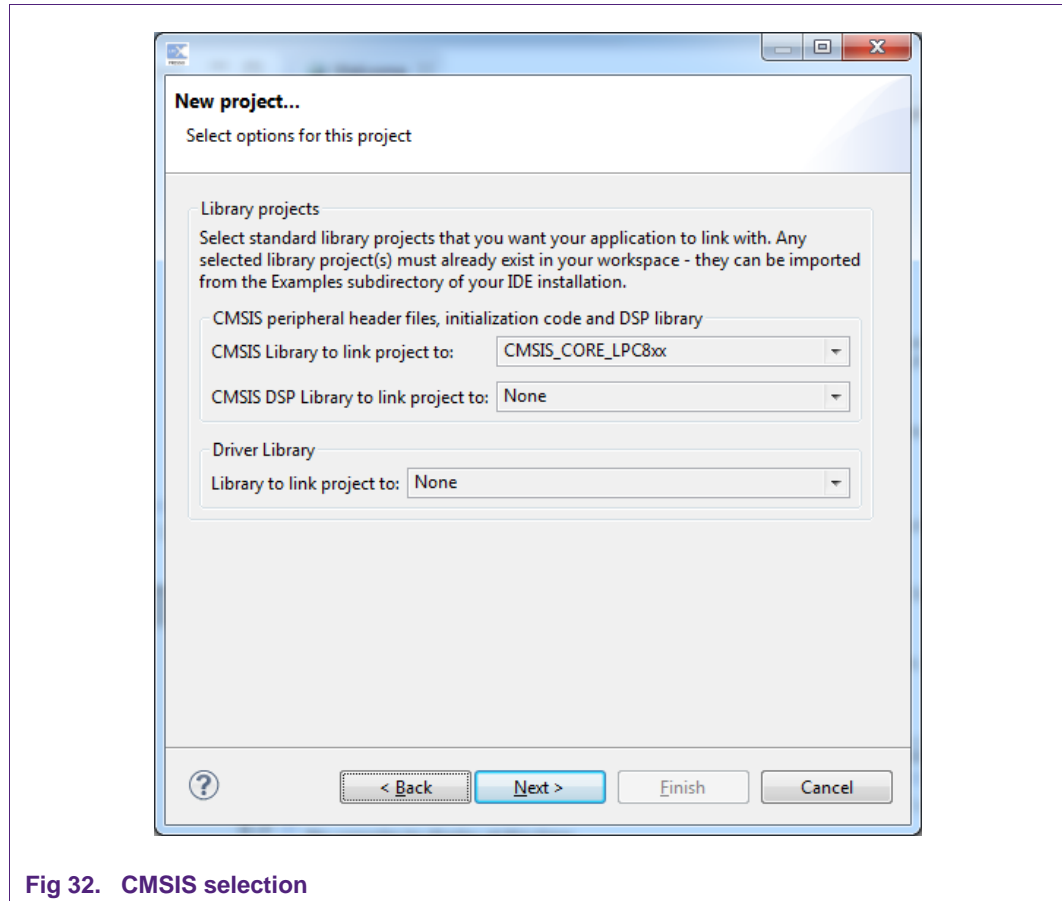 New project...
Select options for this project
Library projects
Select standard library projects that you want your application to link with. Any
selected library project(s) must already exist in your workspace - they can be imported
from the Examples subdirectory of your IDE installation.
CMSIS peripheral header files, initialization code and DSP library
CMSIS Library to link project to: CMSIS_CORE_LPC8xx
CMSIS DSP Library to link project to: None
Driver Library
Library to link project to: None
< Back Next > Finish Cancel
Fig 32. CMSIS selection